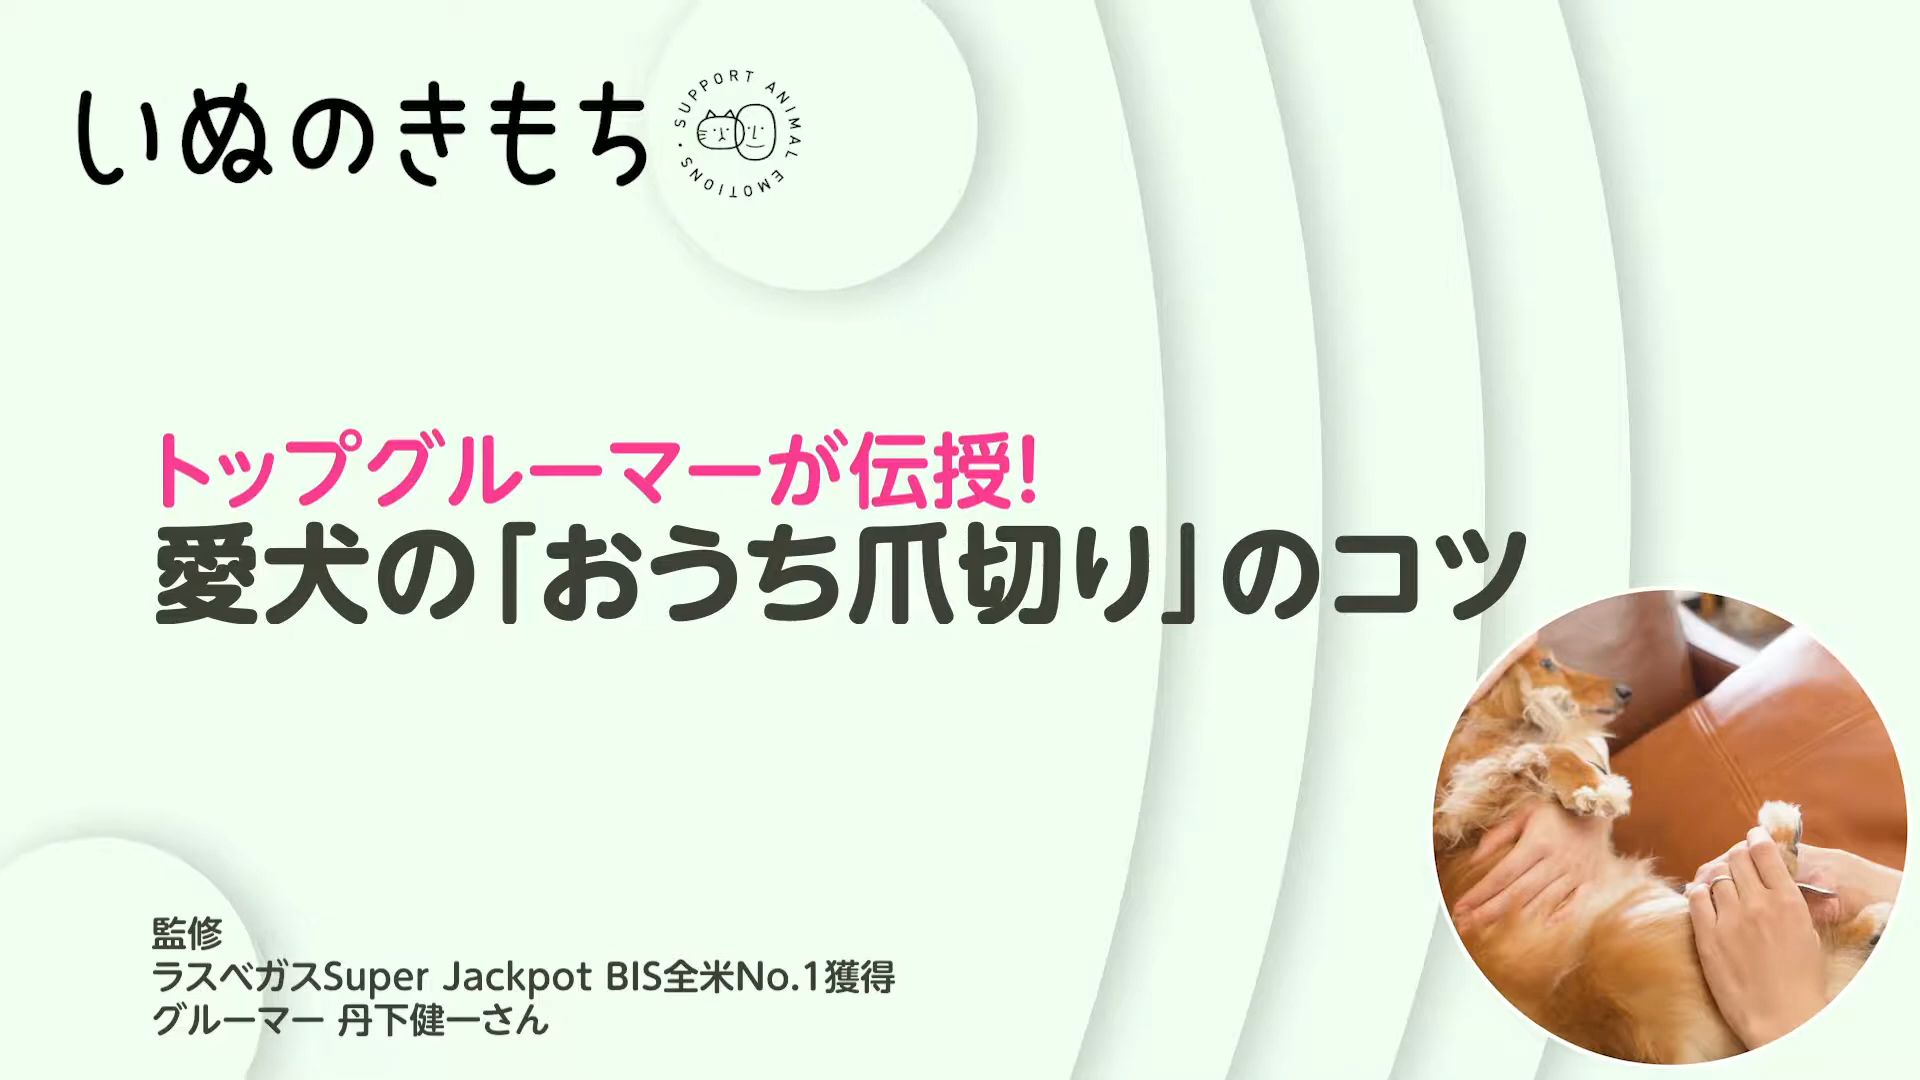 いぬのきもち
SUPPORT ANIMAL EMOTIONS・
トップグルーマーが伝授!
愛犬の「おうち爪切り」のコツ
監修
ラスベガスSuper Jackpot BIS全米No.1獲得
グルーマー 丹下健一さん